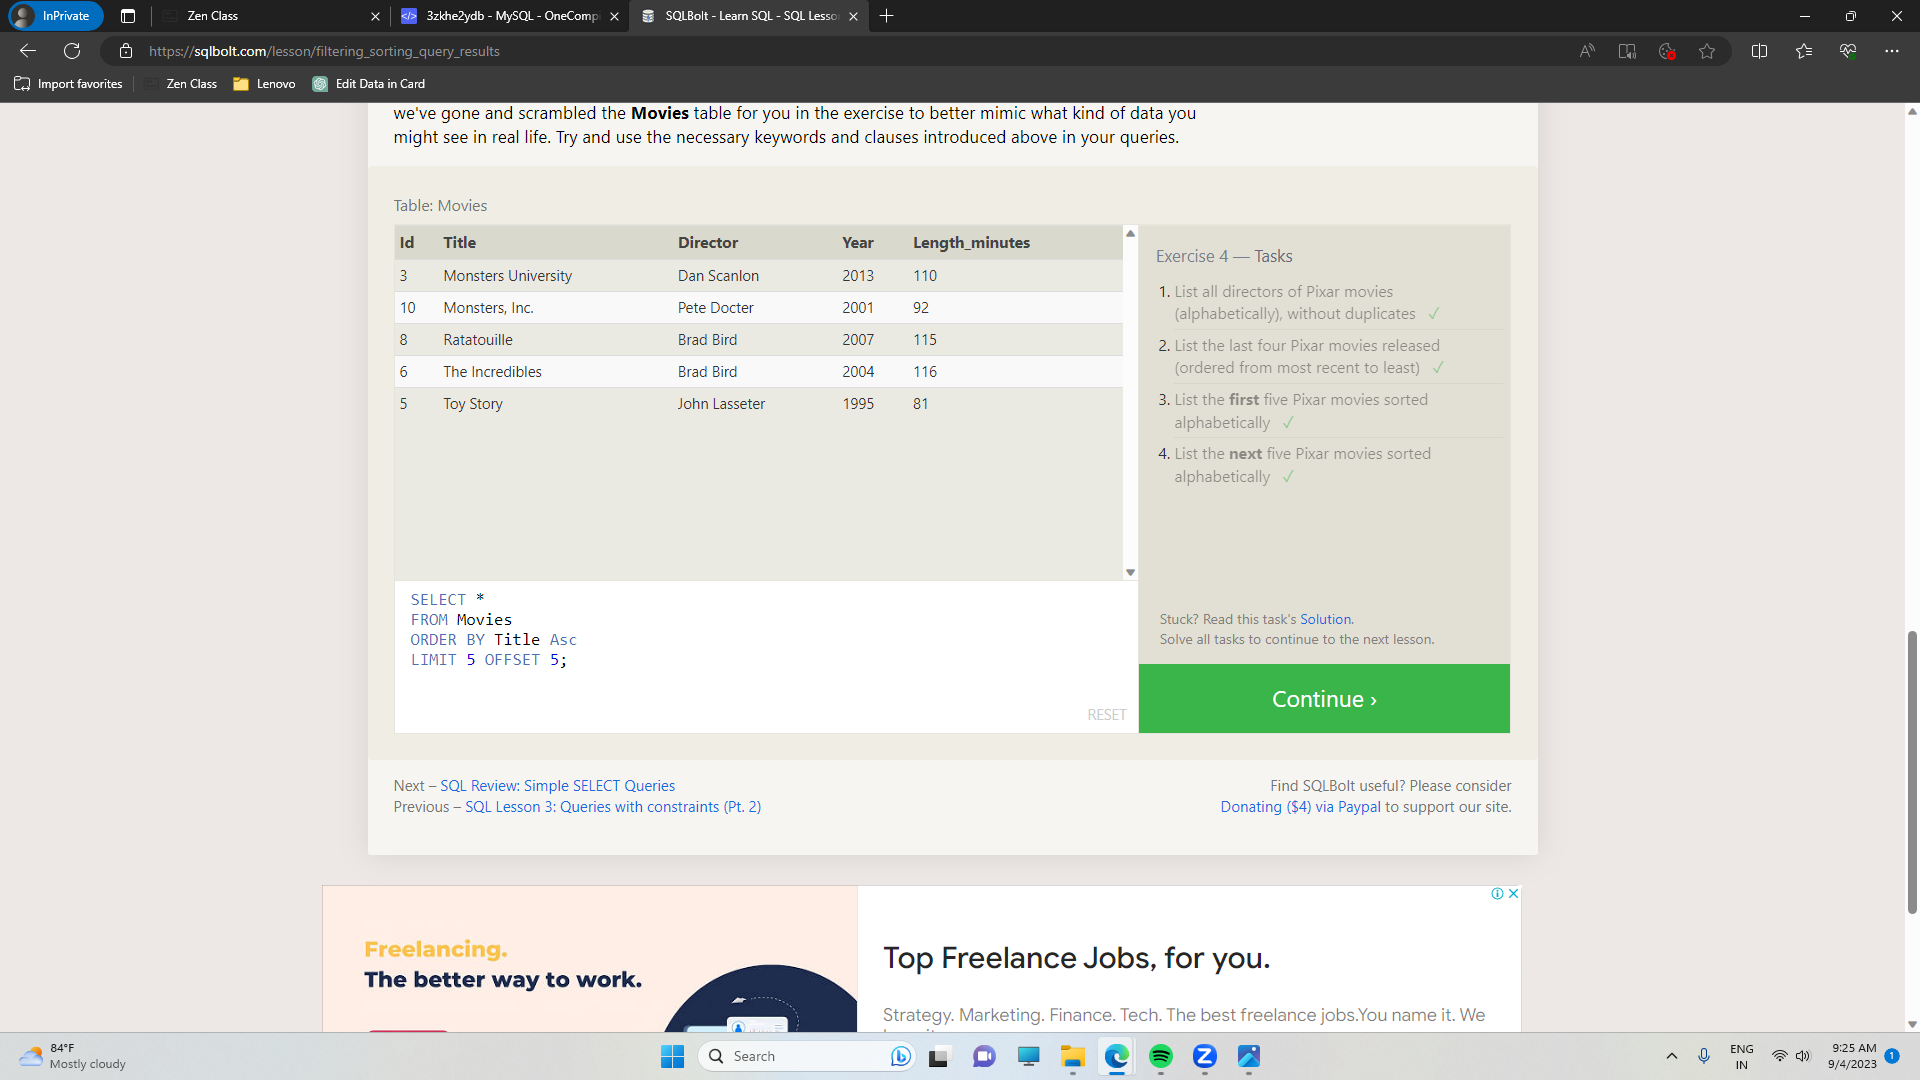 InPrivate
Zen Class
3zkhe2ydb - MySQL - OneCompi
SQLBolt - Learn SQL - SQL Lesso
https://sqlbolt.com/lesson/filtering_sorting_query_results
Import favorites
Zen Class
Lenovo
Edit Data in Card
we've gone and scrambled the Movies table for you in the exercise to better mimic what kind of data you
might see in real life. Try and use the necessary keywords and clauses introduced above in your queries.
Table: Movies
Id Title Director Year Length_minutes
3 Monsters University Dan Scanlon 2013 110
10 Monsters, Inc. Pete Docter 2001 92
8 Ratatouille Brad Bird 2007 115
6 The Incredibles Brad Bird 2004 116
5 Toy Story John Lasseter 1995 81
SELECT *
FROM Movies
ORDER BY Title Asc
LIMIT 5 OFFSET 5;
RESET
Exercise 4 — Tasks
1. List all directors of Pixar movies
(alphabetically), without duplicates ✓
2. List the last four Pixar movies released
(ordered from most recent to least) ✓
3. List the first five Pixar movies sorted
alphabetically ✓
4. List the next five Pixar movies sorted
alphabetically ✓
Stuck? Read this task's Solution.
Solve all tasks to continue to the next lesson.
Continue ›
Next – SQL Review: Simple SELECT Queries
Previous – SQL Lesson 3: Queries with constraints (Pt. 2)
Find SQLBolt useful? Please consider
Donating ($4) via Paypal to support our site.
Freelancing.
The better way to work.
Top Freelance Jobs, for you.
Strategy. Marketing. Finance. Tech. The best freelance jobs.You name it. We
84°F
Mostly cloudy
Search
ENG
IN
9:25 AM
9/4/2023
1